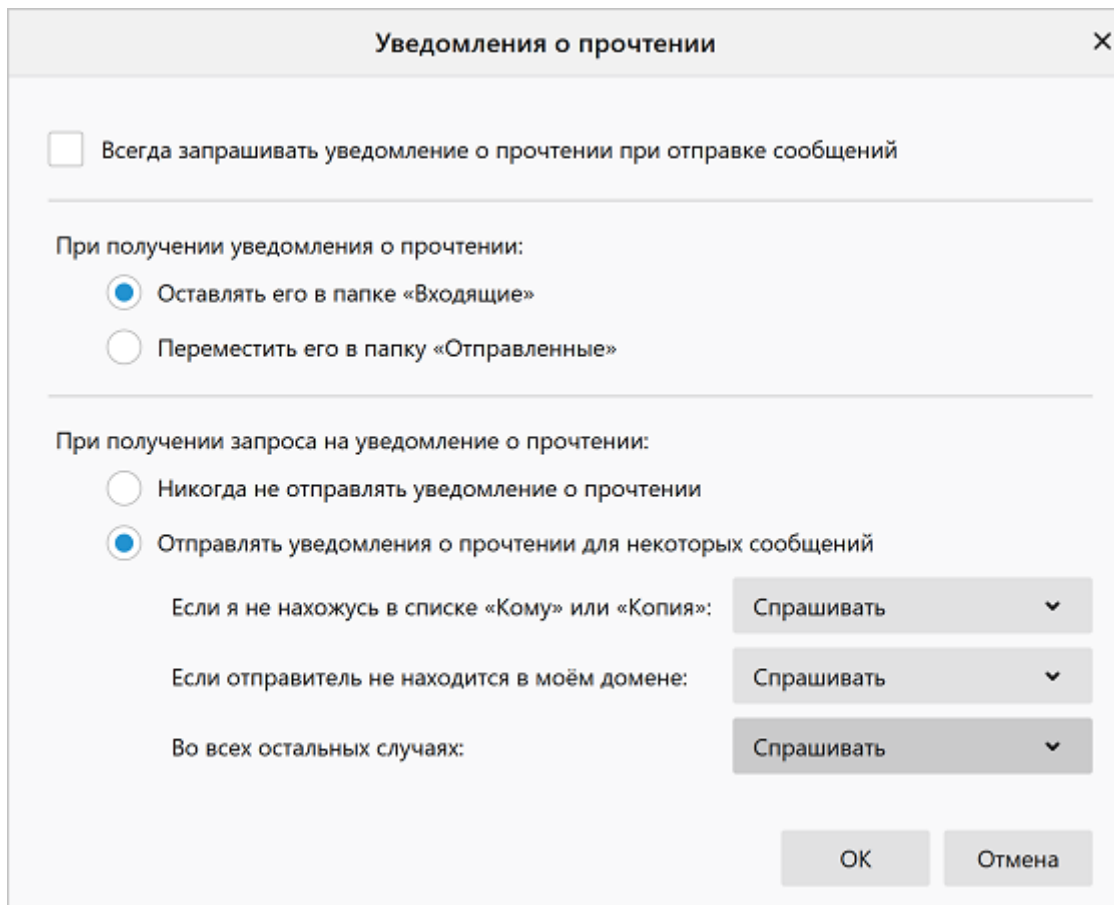 Уведомления о прочтении
Всегда запрашивать уведомление о прочтении при отправке сообщений
При получении уведомления о прочтении:
Оставлять его в папке «Входящие»
Переместить его в папку «Отправленные»
При получении запроса на уведомление о прочтении:
Никогда не отправлять уведомление о прочтении
Отправлять уведомления о прочтении для некоторых сообщений
Если я не нахожусь в списке «Кому» или «Копия»: Спрашивать
Если отправитель не находится в моём домене: Спрашивать
Во всех остальных случаях: Спрашивать
ОК Отмена